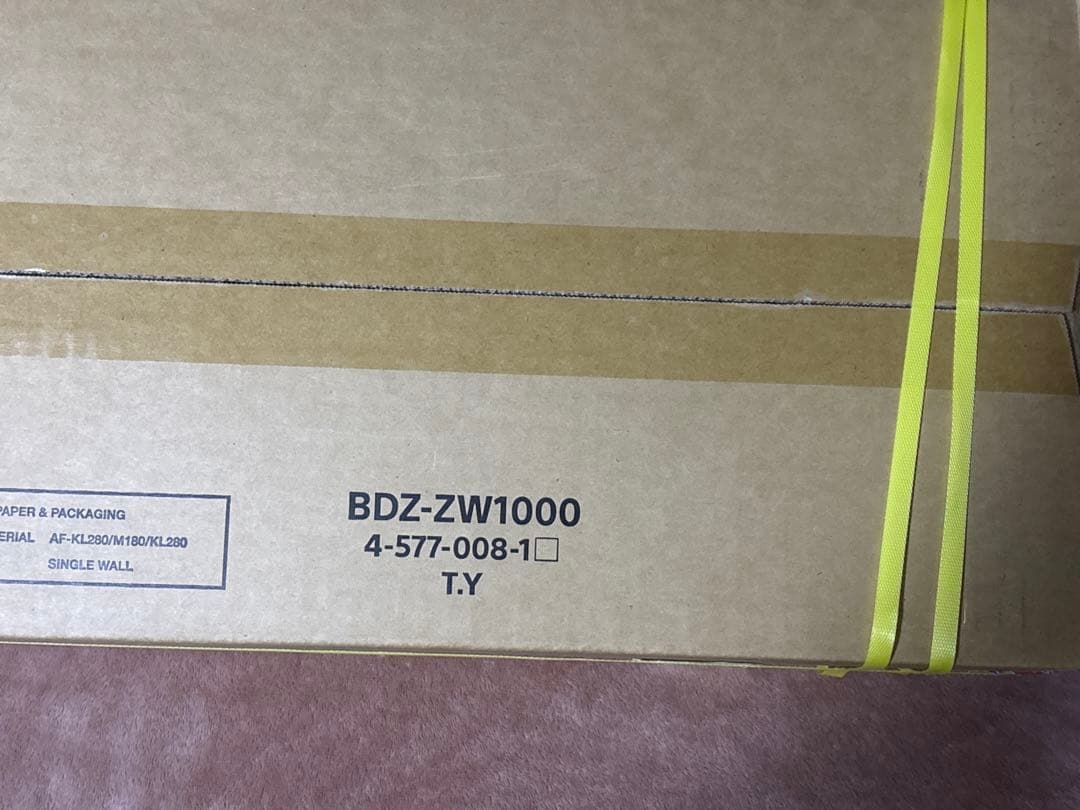 PAPER & PACKAGING
ERIAL AF-KL280/M180/KL280
SINGLE WALL
BDZ-ZW1000
4-577-008-1□
T.Y